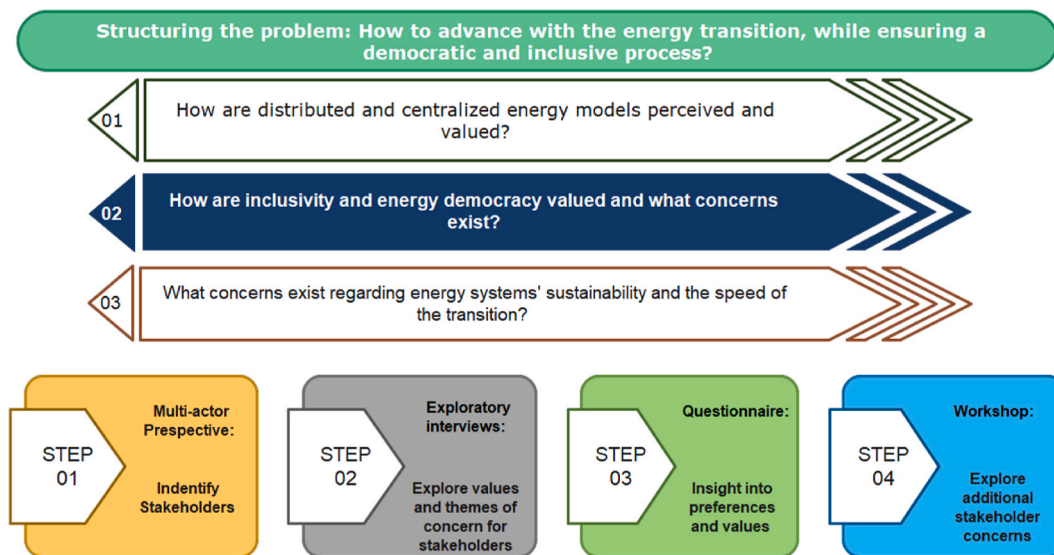 Structuring the problem: How to advance with the energy transition, while ensuring a
democratic and inclusive process?
01
How are distributed and centralized energy models perceived and
valued?
02
How are inclusivity and energy democracy valued and what concerns
exist?
03
What concerns exist regarding energy systems' sustainability and the speed of
the transition?
STEP
01
Multi-actor
Prespective:
Indentify
Stakeholders
STEP
02
Exploratory
interviews:
Explore values
and themes of
concern for
stakeholders
STEP
03
Questionnaire:
Insight into
preferences
and values
STEP
04
Workshop:
Explore
additional
stakeholder
concerns